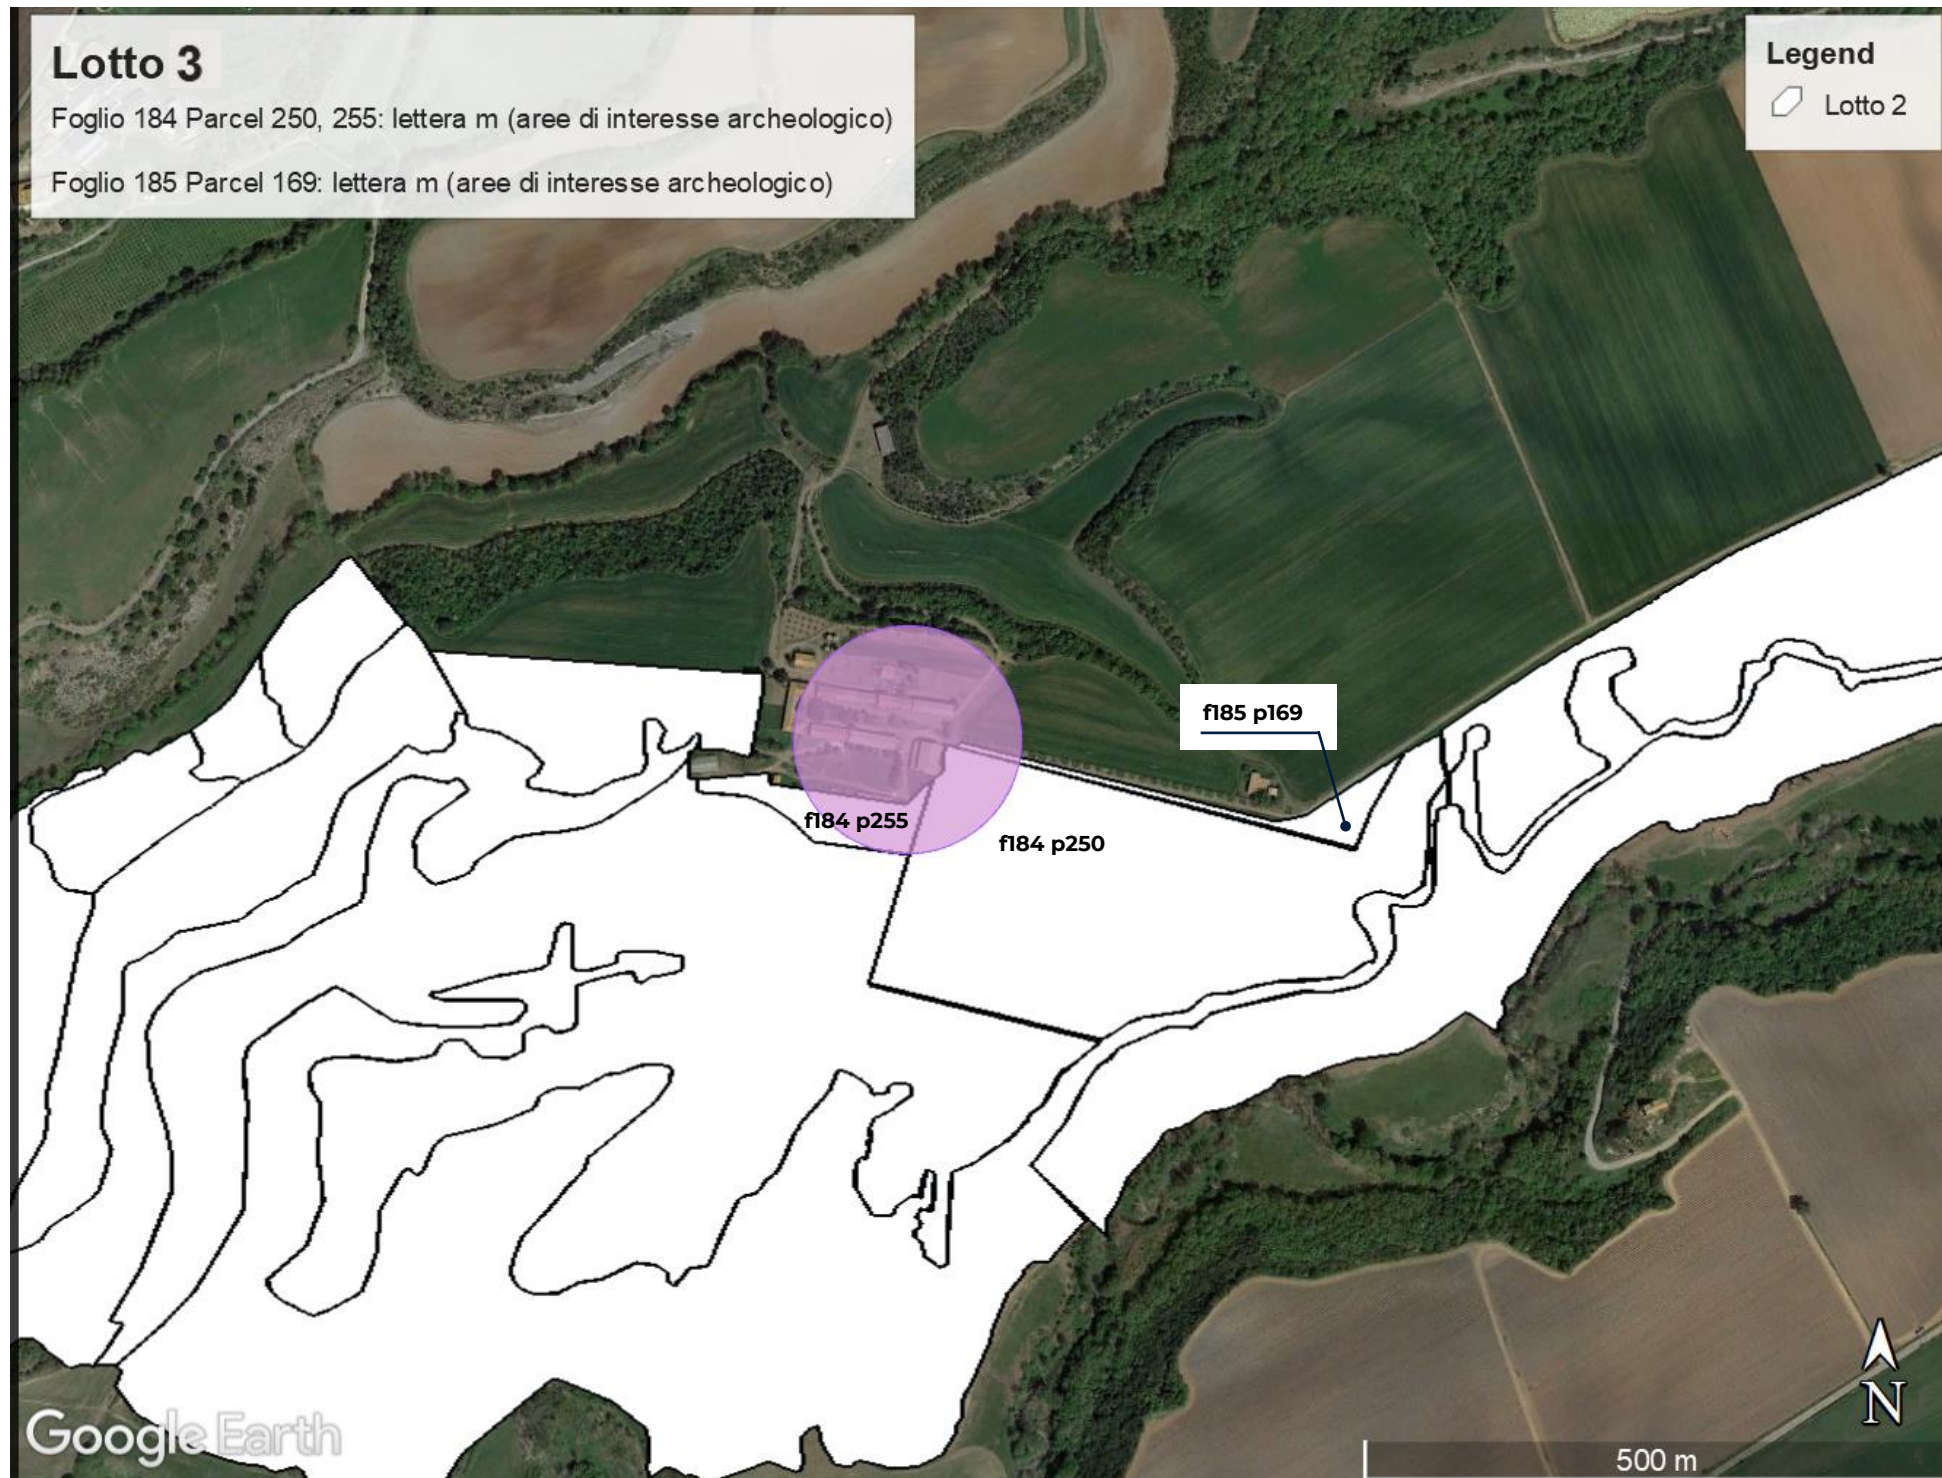 Lotto 3
Foglio 184 Parcel 250, 255: lettera m (aree di interesse archeologico)
Foglio 185 Parcel 169: lettera m (aree di interesse archeologico)
Legend
Lotto 2
f185 p169
f184 p255
f184 p250
N
Google Earth
500 m